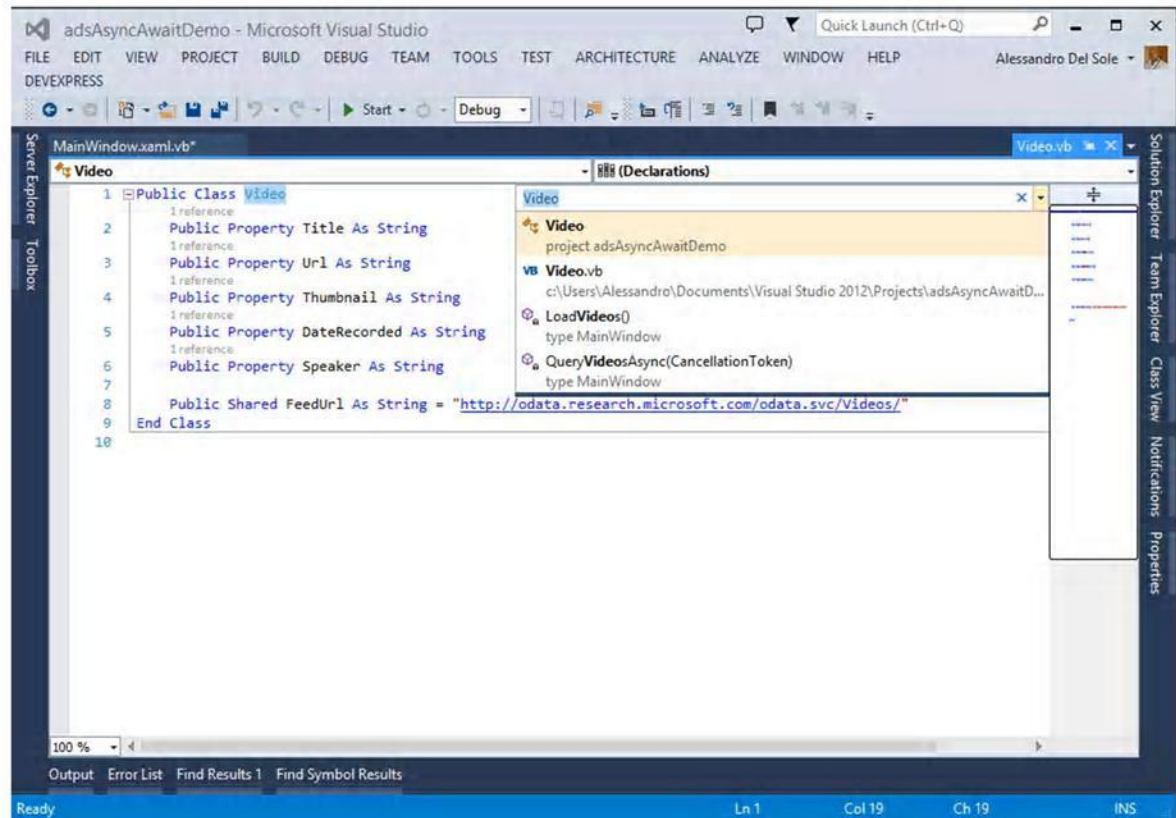 adsAsyncAwaitDemo - Microsoft Visual Studio
Quick Launch (Ctrl+Q)
FILE EDIT VIEW PROJECT BUILD DEBUG TEAM TOOLS TEST ARCHITECTURE ANALYZE WINDOW HELP
Alessandro Del Sole
DEVEXPRESS
Start
Debug
Server Explorer
Toolbox
MainWindow.xaml.vb*
Video.vb
Video
(Declarations)
1 Public Class Video
1 reference
2 Public Property Title As String
1 reference
3 Public Property Url As String
1 reference
4 Public Property Thumbnail As String
1 reference
5 Public Property DateRecorded As String
1 reference
6 Public Property Speaker As String
7
8 Public Shared FeedUrl As String = "http://odata.research.microsoft.com/odata.svc/Videos/"
9 End Class
10
Video
Video
project adsAsyncAwaitDemo
VB Video.vb
c:\Users\Alessandro\Documents\Visual Studio 2012\Projects\adsAsyncAwaitD...
LoadVideos()
type MainWindow
QueryVideosAsync(CancellationToken)
type MainWindow
Solution Explorer
Team Explorer
Class View
Notifications
Properties
100 %
Output Error List Find Results 1 Find Symbol Results
Ready
Ln 1
Col 19
Ch 19
INS